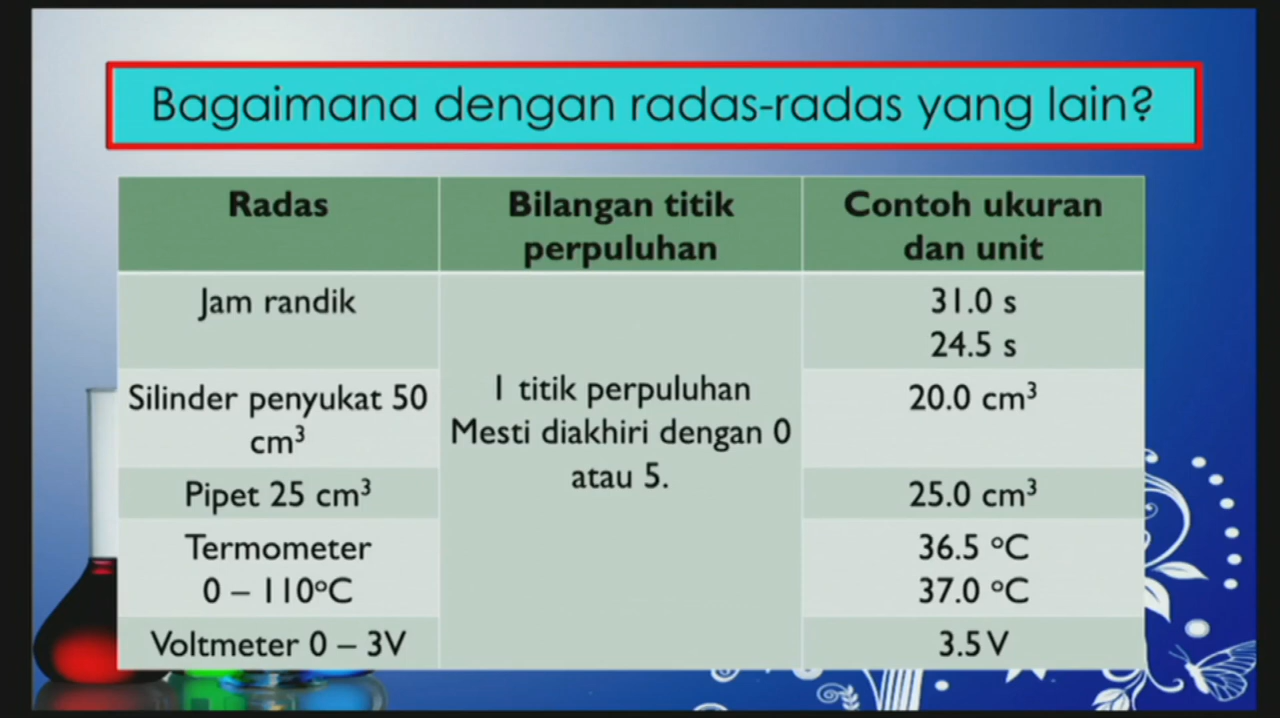 Bagaimana dengan radas-radas yang lain?
Radas
Bilangan titik
perpuluhan
Contoh ukuran
dan unit
Jam randik
31.0 s
24.5 s
1 titik perpuluhan
Mesti diakhiri dengan 0
atau 5.
Silinder penyukat 50
cm³
20.0 cm³
Pipet 25 cm³
25.0 cm³
Termometer
0 – 110°C
36.5 °C
37.0 °C
Voltmeter 0 – 3V
3.5 V